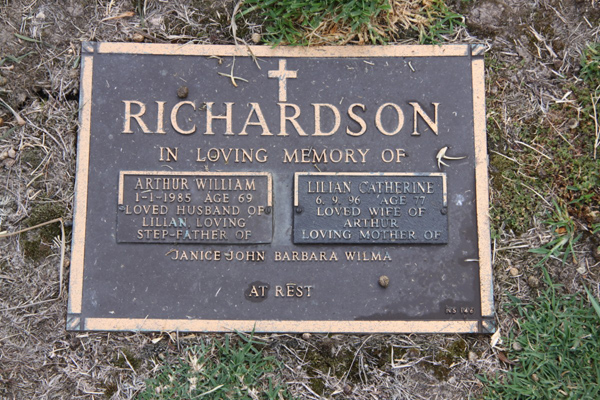 RICHARDSON
IN LOVING MEMORY OF
ARTHUR WILLIAM
1-1-1985 AGE 69
LOVED HUSBAND OF
LILIAN, LOVING
STEP-FATHER OF
LILIAN CATHERINE
6.9.96 AGE 77
LOVED WIFE OF
ARTHUR
LOVING MOTHER OF
JANICE JOHN BARBARA WILMA
AT REST